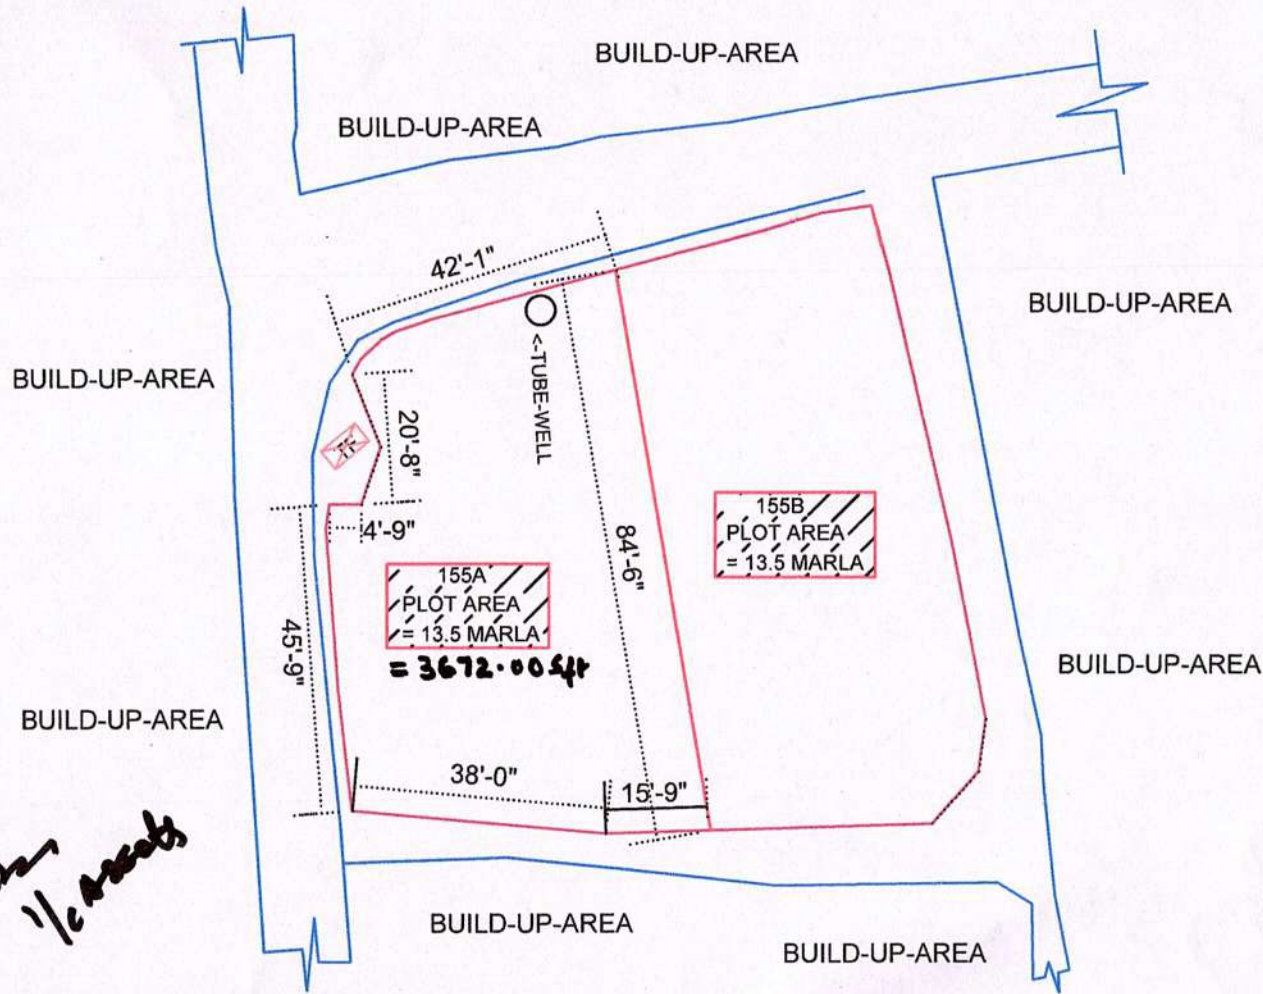 BUILD-UP-AREA
BUILD-UP-AREA
42'-1"
BUILD-UP-AREA
BUILD-UP-AREA
<-TUBE-WELL
20'-8"
4'-9"
84'-6"
155B
PLOT AREA
= 13.5 MARLA
155A
PLOT AREA
= 13.5 MARLA
= 3672.00 sft
45'-9"
BUILD-UP-AREA
BUILD-UP-AREA
38'-0"
15'-9"
BUILD-UP-AREA
BUILD-UP-AREA